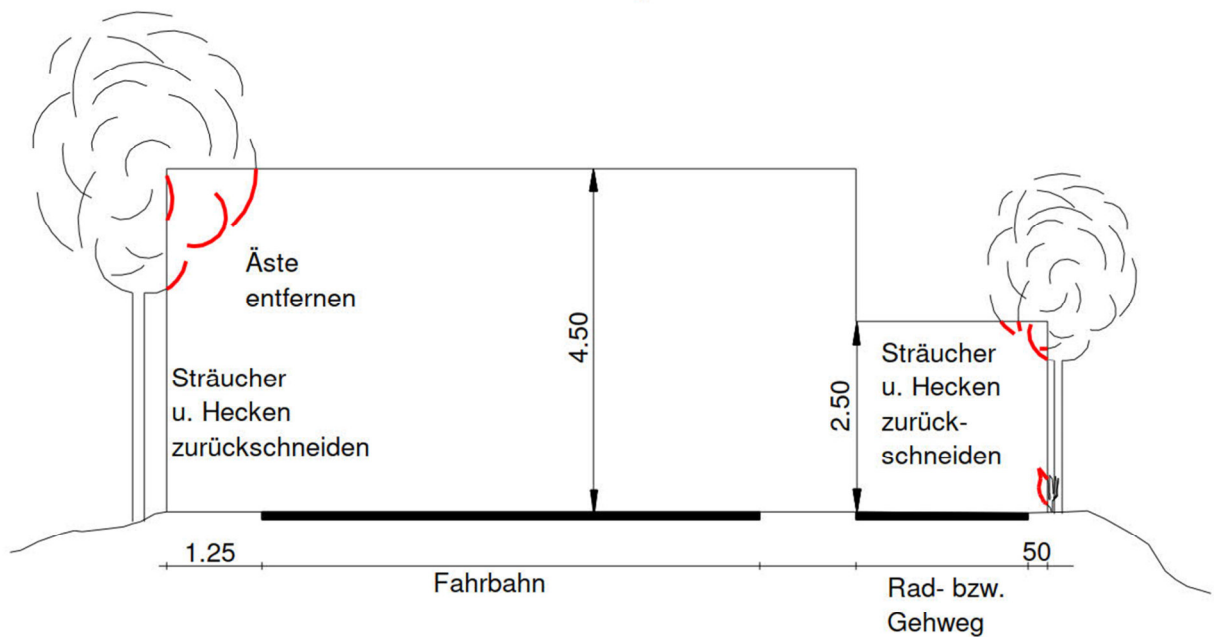 Äste
entfernen
4.50
Sträucher
u. Hecken
zurückschneiden
2.50
Sträucher
u. Hecken
zurück-
schneiden
1.25
Fahrbahn
50
Rad- bzw.
Gehweg